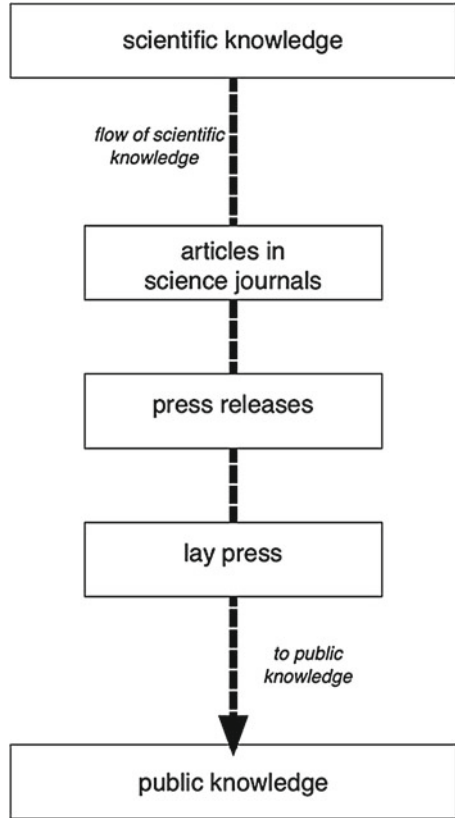 scientific knowledge
flow of scientific
knowledge
articles in
science journals
press releases
lay press
to public
knowledge
public knowledge